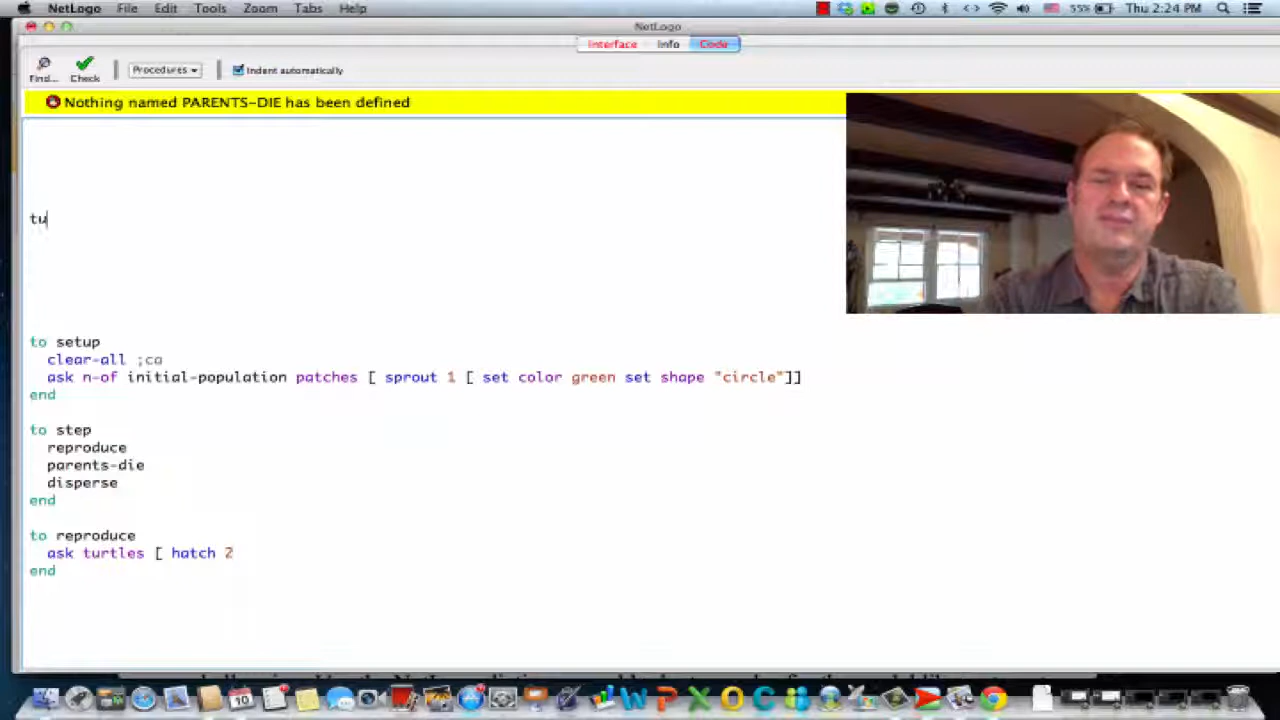 NetLogo File Edit Tools Zoom Tabs Help 55% Thu 2:24 PM
NetLogo
Interface Info Code
Find... Check Procedures Indent automatically
Nothing named PARENTS-DIE has been defined
tu
to setup
clear-all ;ca
ask n-of initial-population patches [ sprout 1 [ set color green set shape "circle"]]
end
to step
reproduce
parents-die
disperse
end
to reproduce
ask turtles [ hatch 2
end